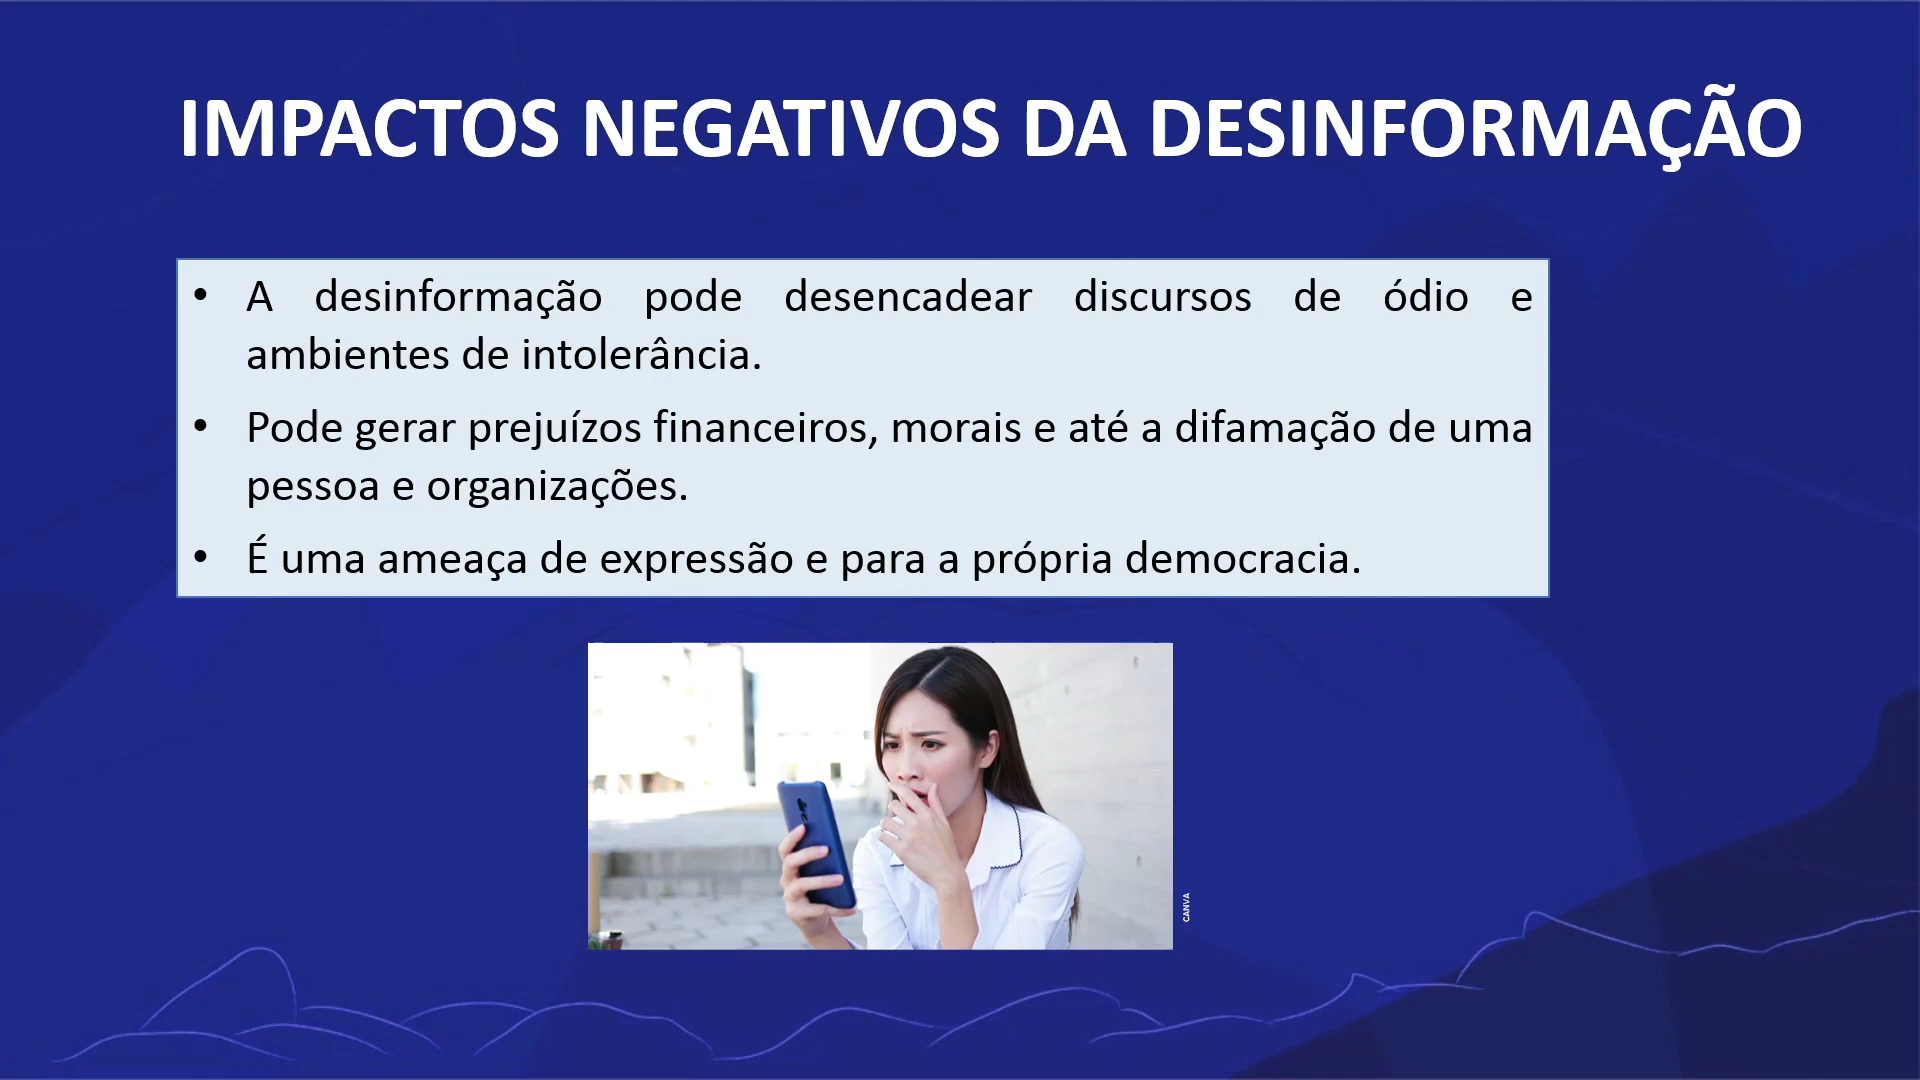 IMPACTOS NEGATIVOS DA DESINFORMAÇÃO
• A desinformação pode desencadear discursos de ódio e
ambientes de intolerância.
• Pode gerar prejuízos financeiros, morais e até a difamação de uma
pessoa e organizações.
• É uma ameaça de expressão e para a própria democracia.
CANVA